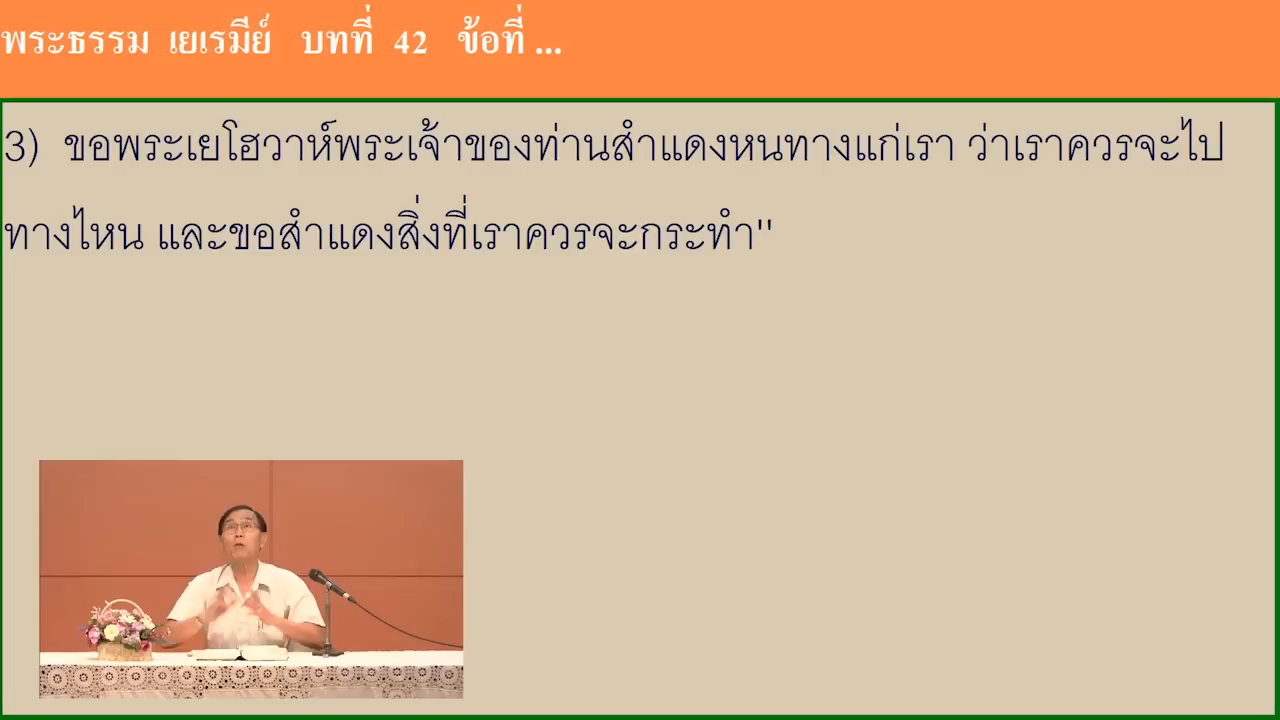 พระธรรม เยเรมีย์ บทที่ 42 ข้อที่ ...
3) ขอพระเยโฮวาห์พระเจ้าของท่านสำแดงหนทางแก่เรา ว่าเราควรจะไป
ทางไหน และขอสำแดงสิ่งที่เราควรจะกระทำ"